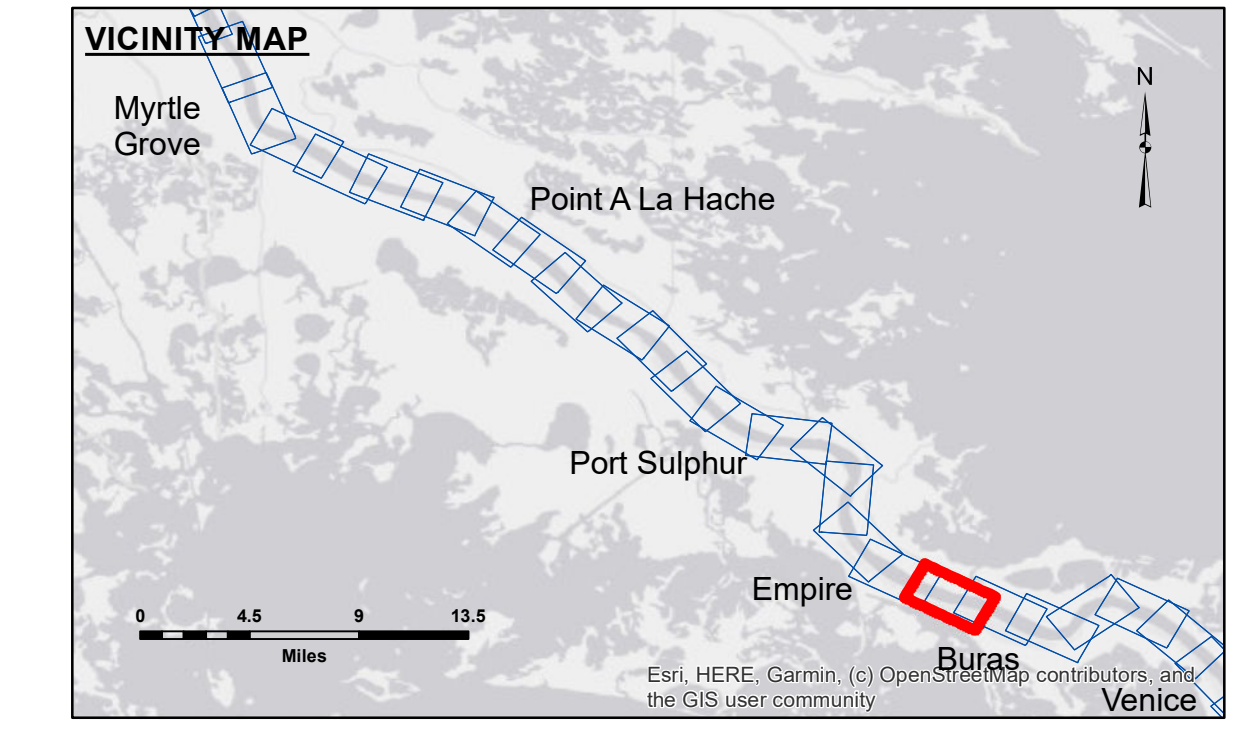 VICINITY MAP
N
Myrtle
Grove
Point A La Hache
Port Sulphur
Empire
0 4.5 9 13.5
Miles
Buras
Esri, HERE, Garmin, (c) OpenStreetMap contributors, and
the GIS user community
Venice